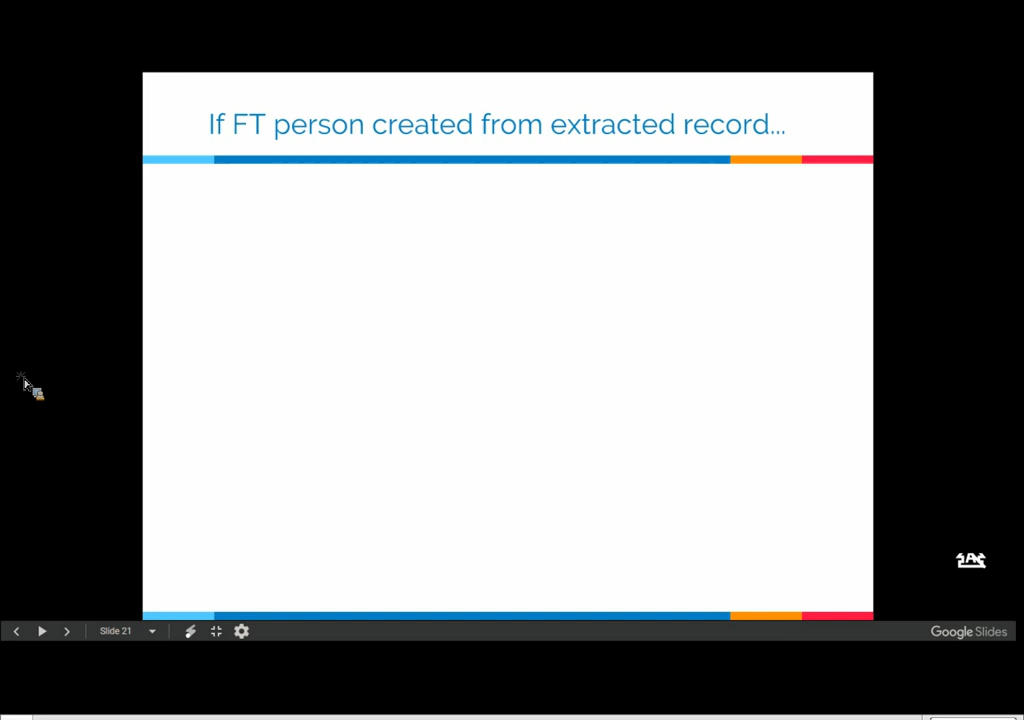 If FT person created from extracted record...
Slide 21
Google Slides